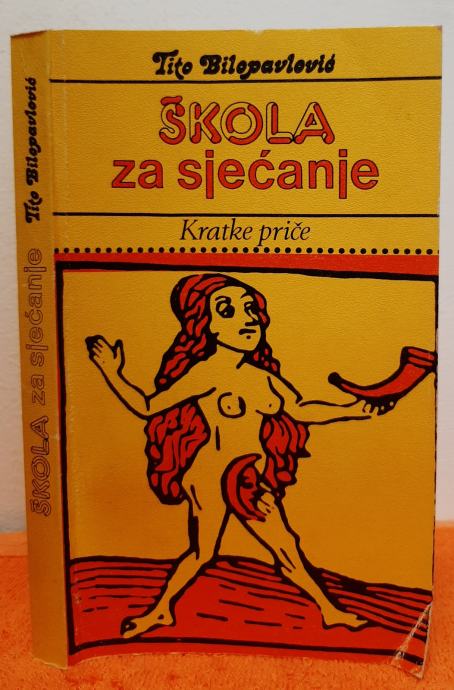 Tito Bilopavlović
ŠKOLA
za sjećanje
Kratke priče
ŠKOLA za sjećanje Tito Bilopavlović